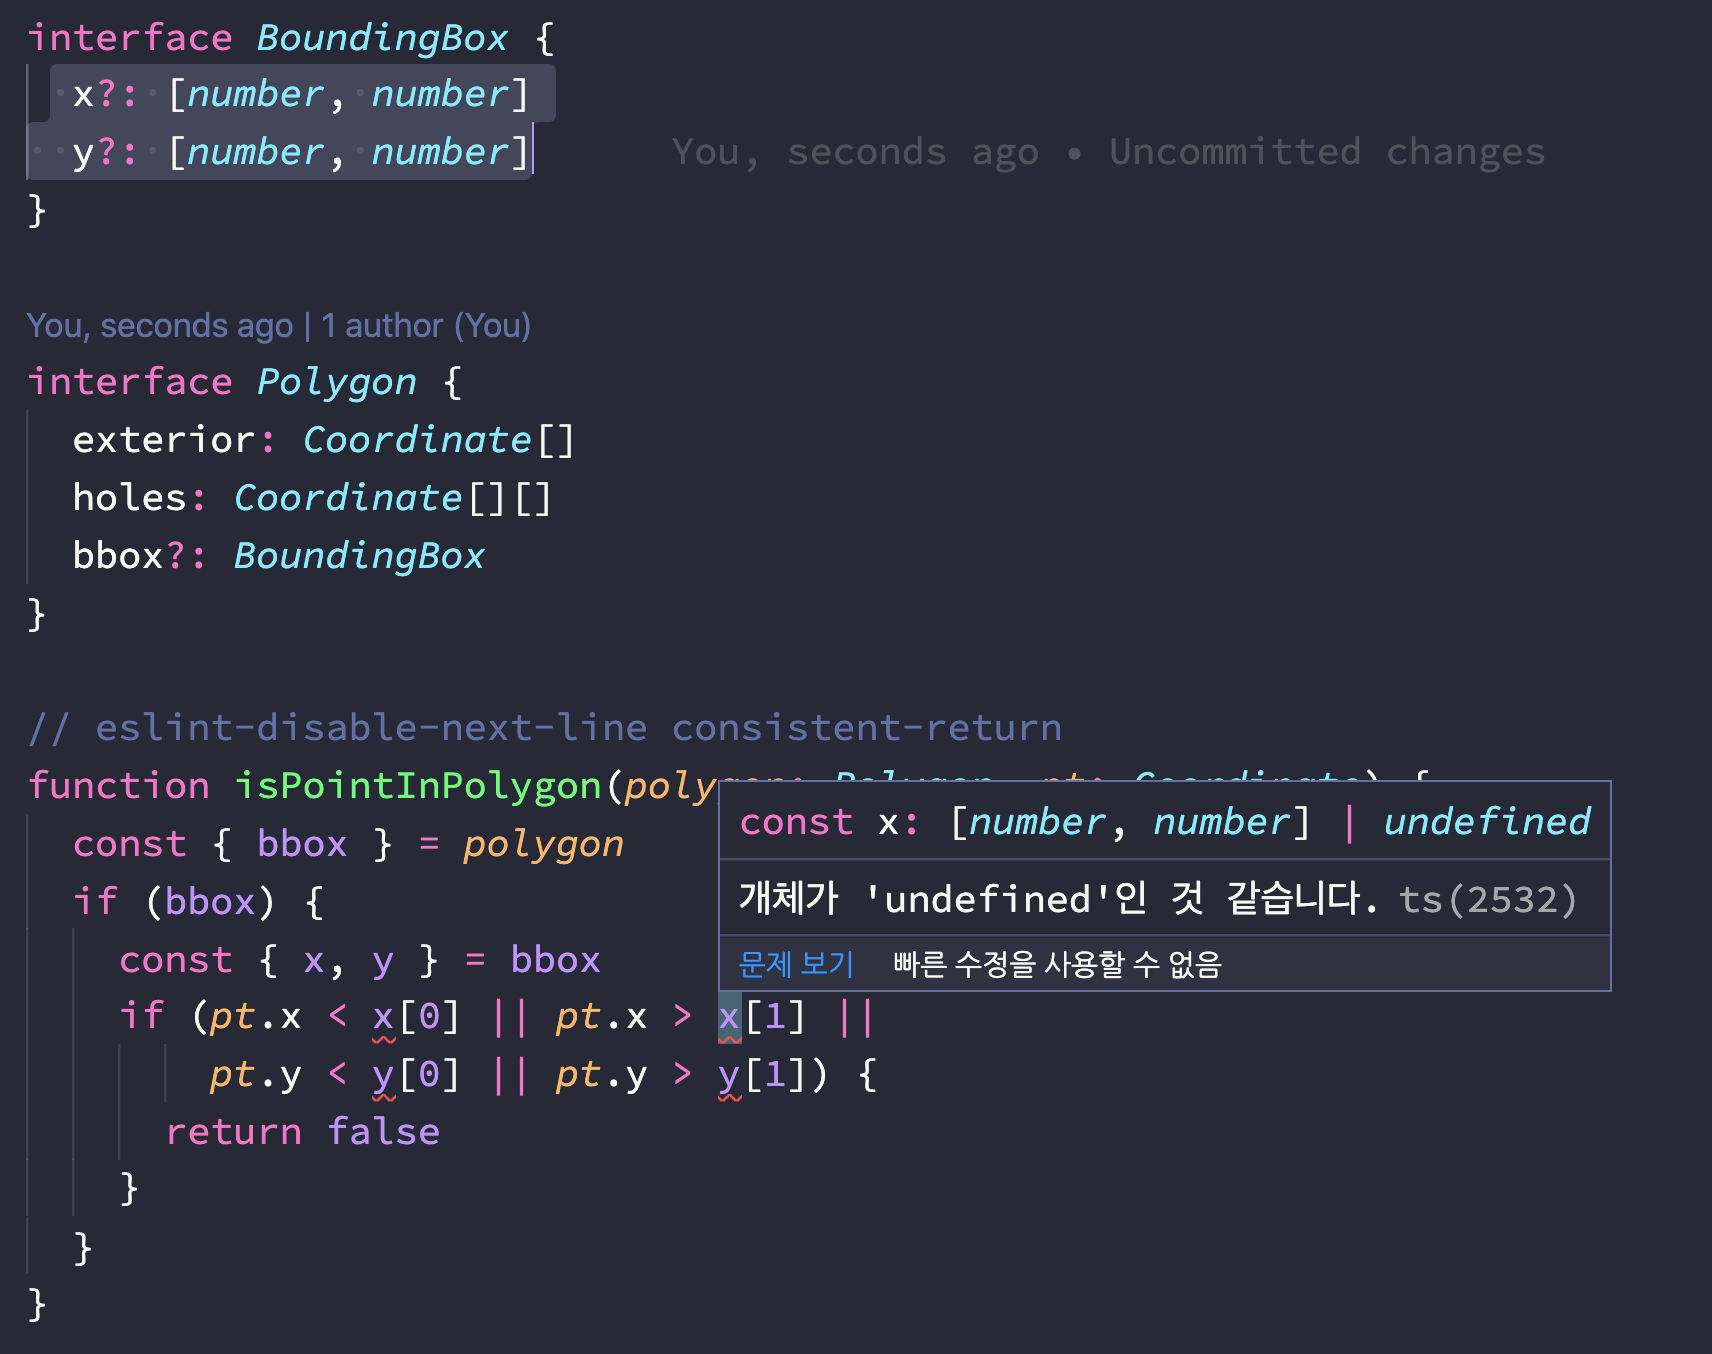 interface BoundingBox {
x?: [number, number]
y?: [number, number] You, seconds ago • Uncommitted changes
}
You, seconds ago | 1 author (You)
interface Polygon {
exterior: Coordinate[]
holes: Coordinate[][]
bbox?: BoundingBox
}
// eslint-disable-next-line consistent-return
function isPointInPolygon(polygon: Polygon, pt: Coordinate) {
const x: [number, number] | undefined
const { bbox } = polygon
개체가 'undefined'인 것 같습니다. ts(2532)
if (bbox) {
const { x, y } = bbox
문제 보기 빠른 수정을 사용할 수 없음
if (pt.x < x[0] || pt.x > x[1] ||
pt.y < y[0] || pt.y > y[1]) {
return false
}
}
}